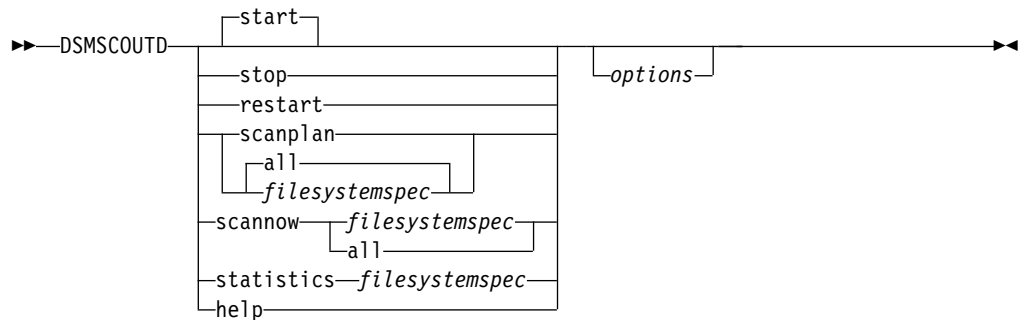 start
DSMSCOUTD
stop
options
restart
scanplan
all
filesystemspec
scannow filesystemspec
all
statistics filesystemspec
help